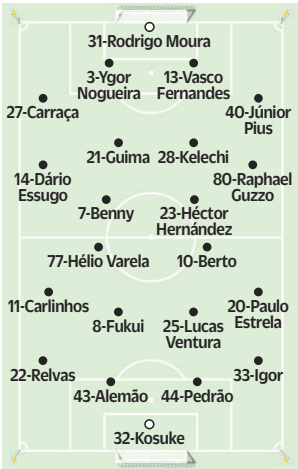 31-Rodrigo Moura
3-Ygor
Nogueira
13-Vasco
Fernandes
27-Carraça
40-Júnior
Pius
21-Guima
28-Kelechi
14-Dário
Essugo
80-Raphael
Guzzo
7-Benny
23-Héctor
Hernández
77-Hélio Varela
10-Berto
11-Carlinhos
20-Paulo
Estrela
8-Fukui
25-Lucas
Ventura
22-Relvas
33-Igor
43-Alemão
44-Pedrão
32-Kosuke